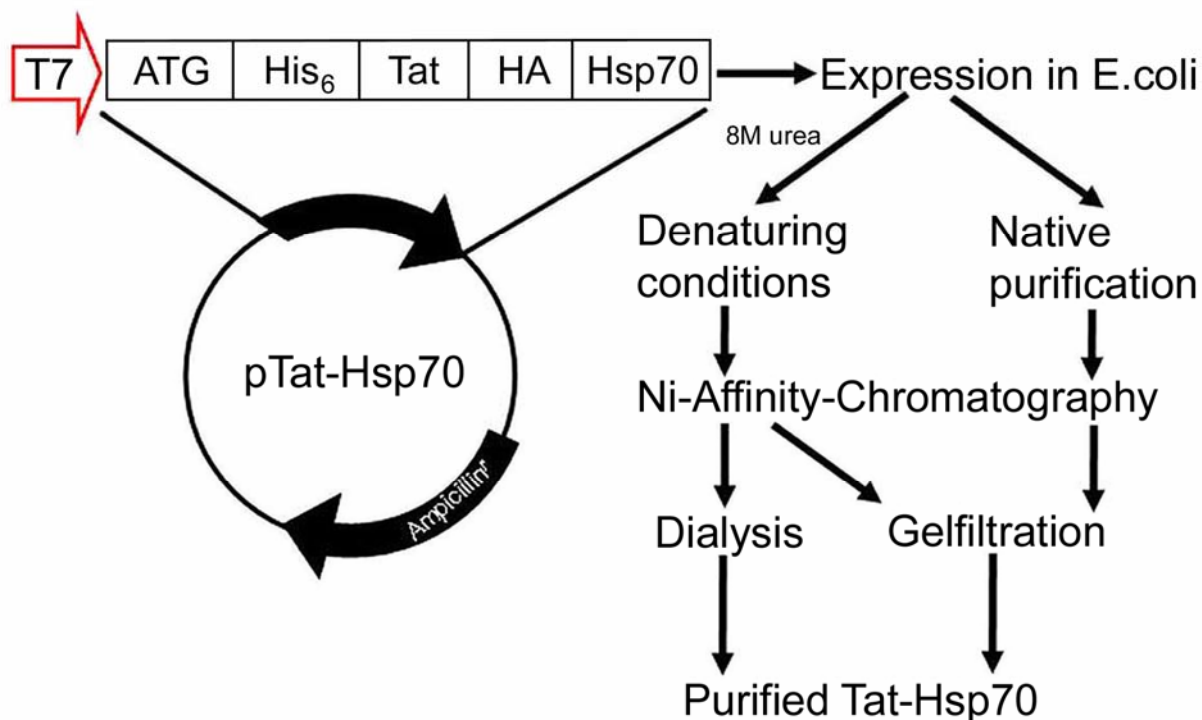 T7 ATG His₆ Tat HA Hsp70 Expression in E.coli
8M urea
Denaturing
conditions
Native
purification
pTat-Hsp70
Ni-Affinity-Chromatography
Ampicillinʳ
Dialysis
Gelfiltration
Purified Tat-Hsp70